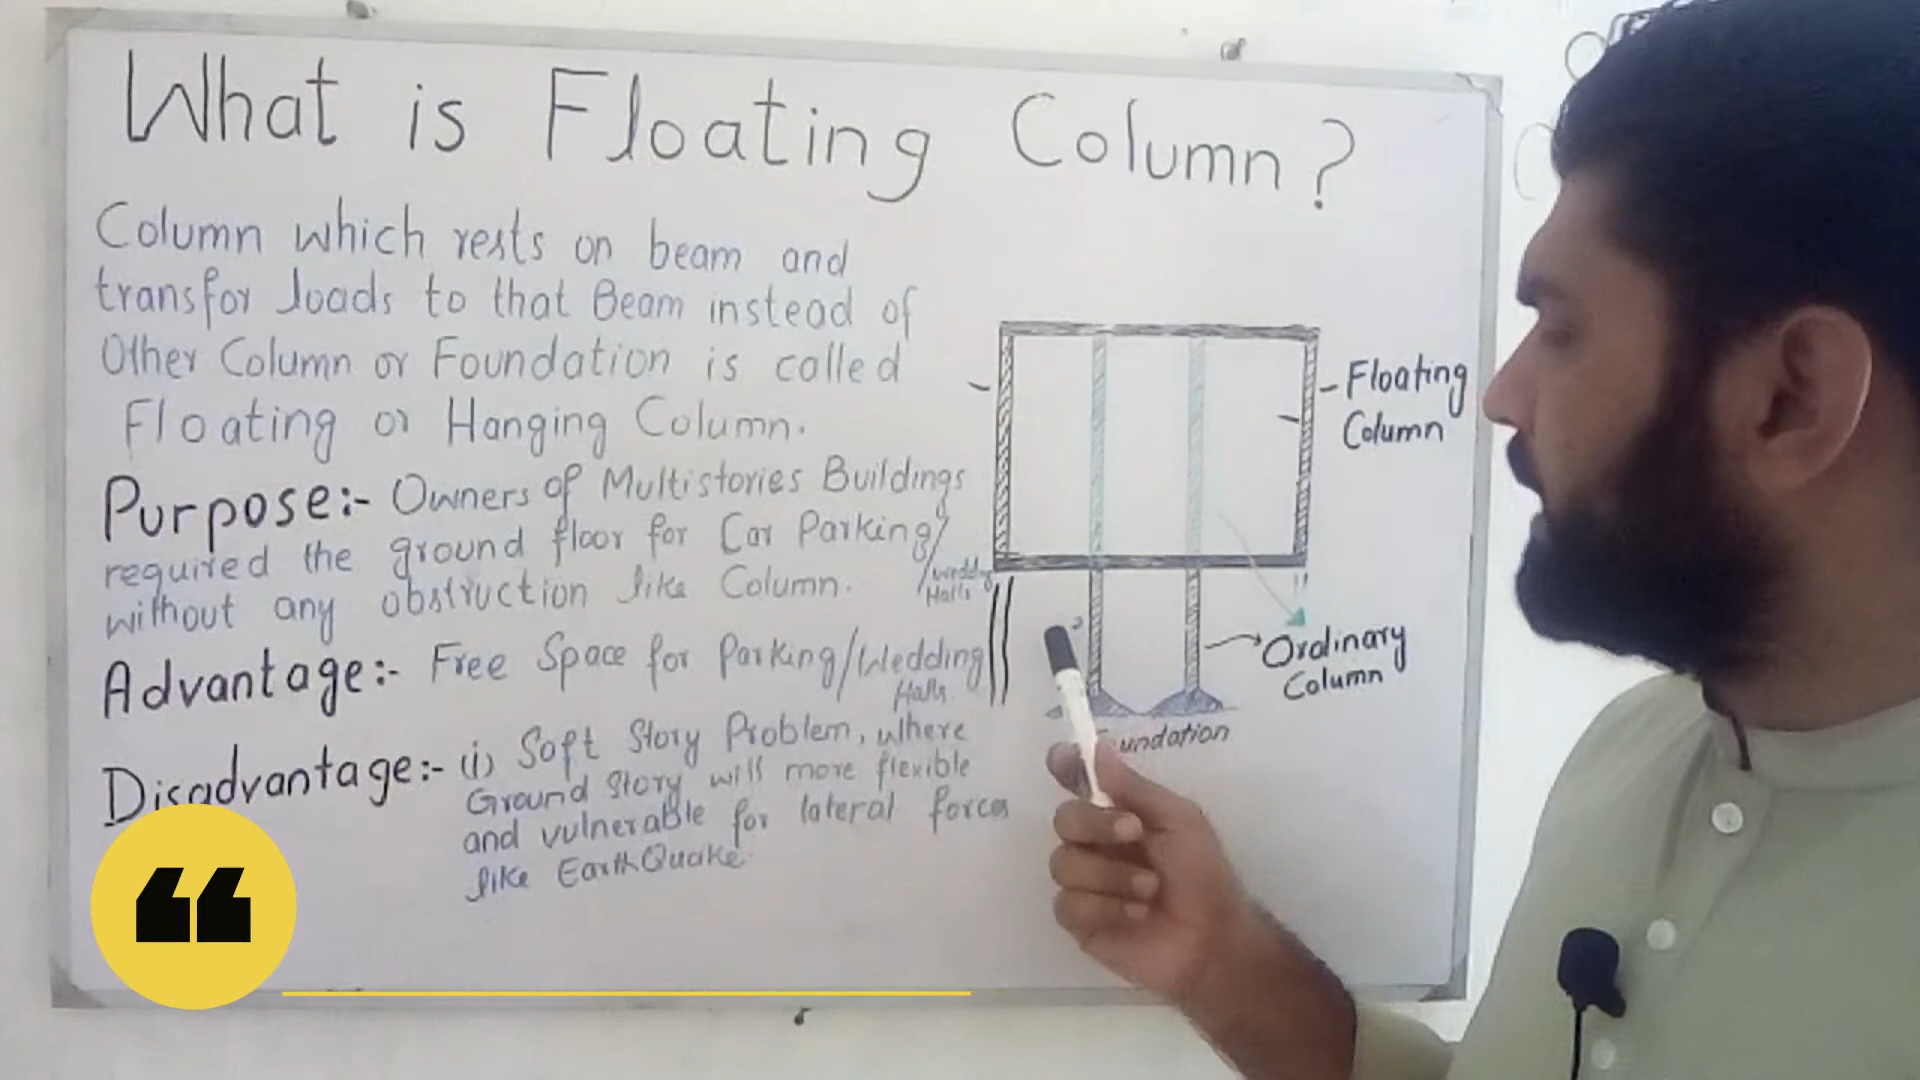 What is Floating Column?
Column which rests on beam and
transfor loads to that Beam instead of
Other Column or Foundation is called
Floating or Hanging Column.
Purpose:- Owners of Multistories Buildings
required the ground floor for Car Parking/
/Wedding
Halls
without any obstruction like Column.
Advantage:- Free Space for Parking/Wedding
Halls.
Disadvantage:- (i) Soft Story Problem, where
Ground Story will more flexible
and vulnerable for lateral forces
like EarthQuake.
Floating
Column
Ordinary
Column
undation
“